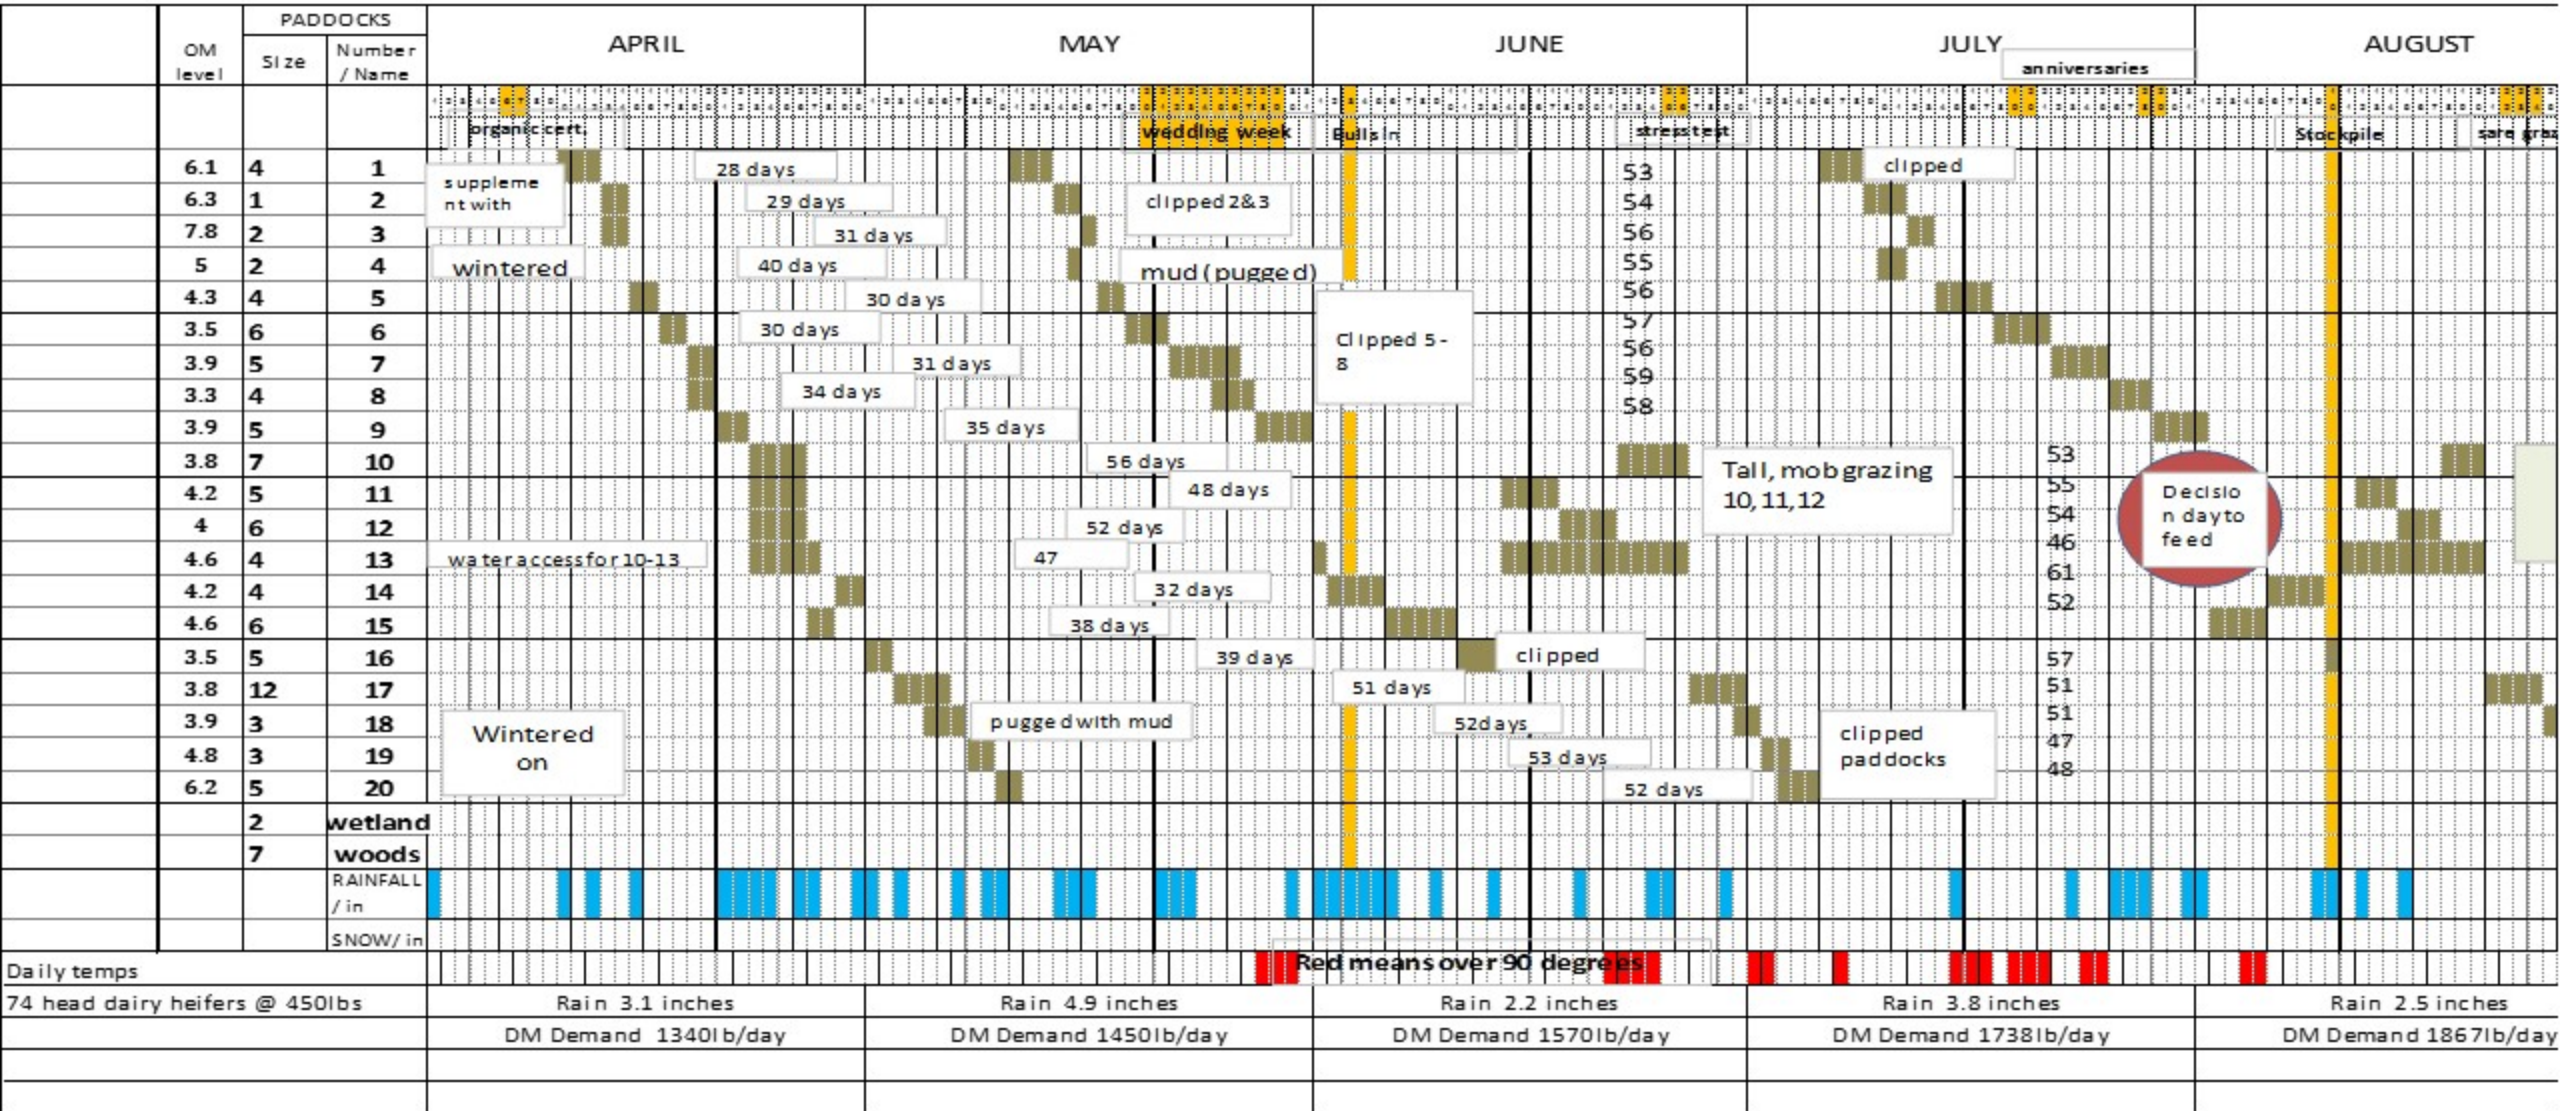 PADDOCKS
OM level
Size
Number / Name
APRIL
MAY
JUNE
JULY
AUGUST
anniversaries
organic cert.
wedding week
Bulls in
stress test
Stockpile
6.1 4 1
28 days
53
clipped
suppleme
nt with
6.3 1 2
29 days
clipped 2&3
54
7.8 2 3
31 days
56
5 2 4
wintered
40 days
mud (pugged)
55
4.3 4 5
30 days
56
3.5 6 6
30 days
57
Clipped 5 -
8
3.9 5 7
31 days
56
3.3 4 8
34 days
59
3.9 5 9
35 days
58
3.8 7 10
56 days
53
Tall, mob grazing
10,11,12
4.2 5 11
48 days
55
Decisio
n day to
feed
4 6 12
52 days
54
4.6 4 13
water access for 10-13
47
46
4.2 4 14
32 days
61
4.6 6 15
38 days
52
3.5 5 16
39 days
clipped
57
3.8 12 17
51 days
51
3.9 3 18
Wintered
on
pugged with mud
52days
clipped
paddocks
51
4.8 3 19
53 days
47
6.2 5 20
52 days
48
2 wetland
7 woods
RAINFALL
/ in
SNOW/ in
Daily temps
Red means over 90 degrees
74 head dairy heifers @ 450lbs
Rain 3.1 inches
Rain 4.9 inches
Rain 2.2 inches
Rain 3.8 inches
Rain 2.5 inches
DM Demand 1340lb/day
DM Demand 1450lb/day
DM Demand 1570lb/day
DM Demand 1738lb/day
DM Demand 1867lb/day